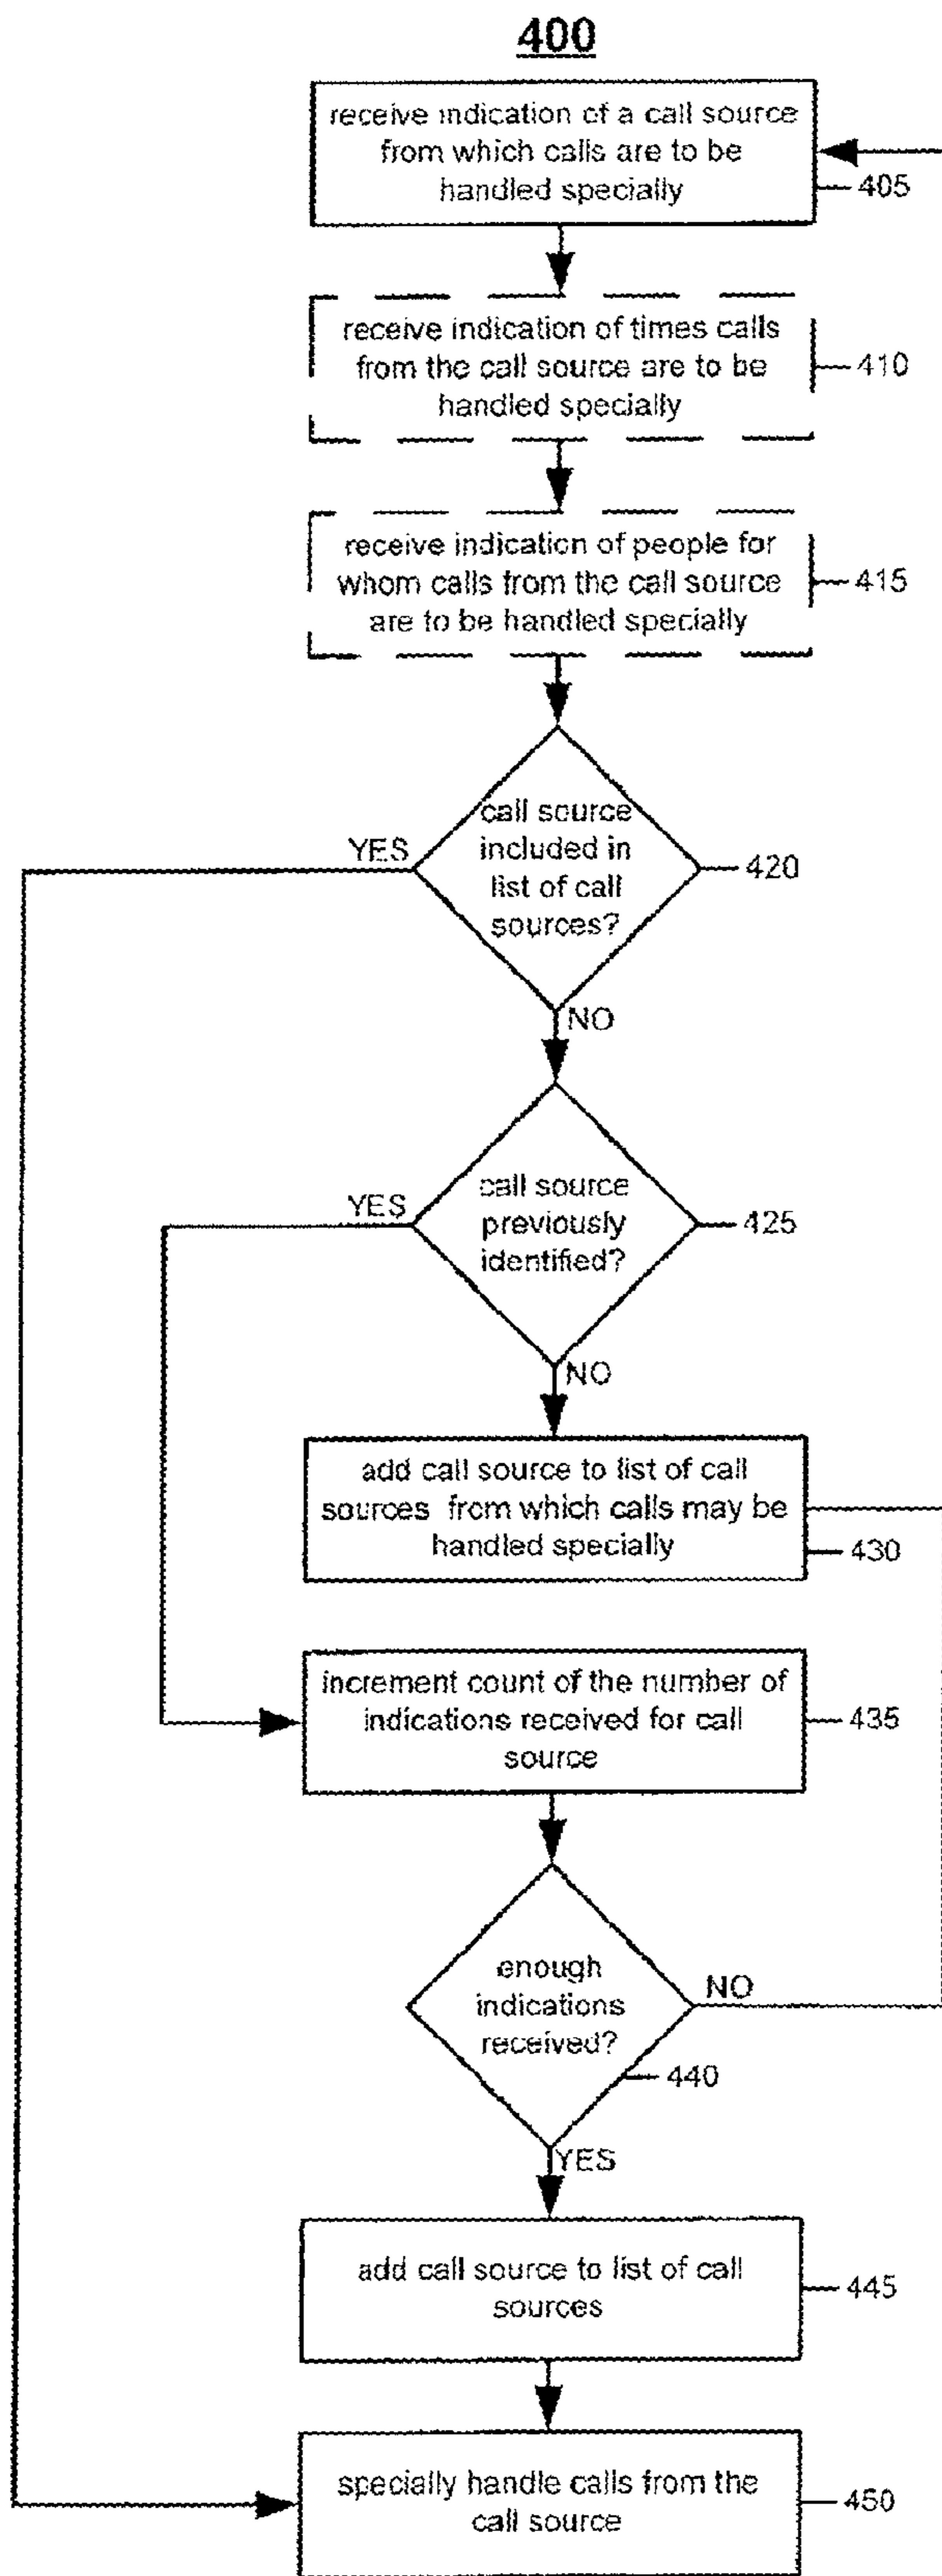 400
receive indication of a call source
from which calls are to be
handled specially
405
receive indication of times calls
from the call source are to be
handled specially
410
receive indication of people for
whom calls from the call source
are to be handled specially
415
call source
included in
list of call
sources?
YES
420
NO
call source
previously
identified?
YES
425
NO
add call source to list of call
sources from which calls may be
handled specially
430
increment count of the number of
indications received for call
source
435
enough
indications
received?
NO
440
YES
add call source to list of call
sources
445
specially handle calls from the
call source
450